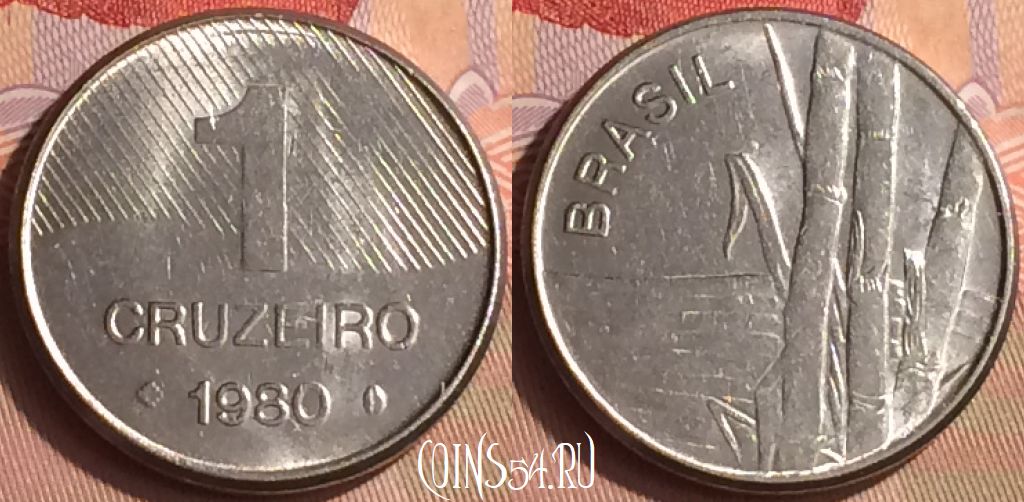 1
CRUZEIRO
1980
BRASIL
COINS54.RU